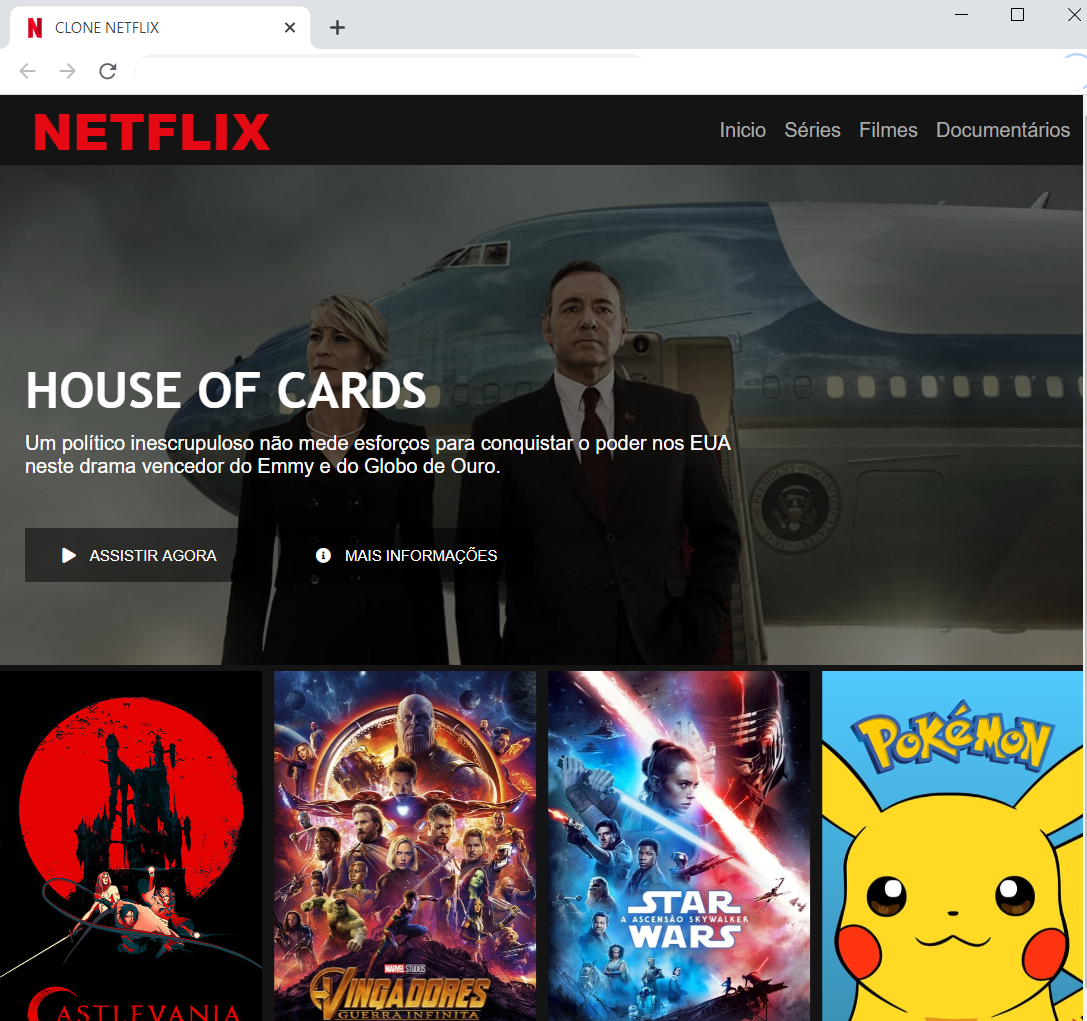 CLONE NETFLIX
NETFLIX
Inicio Séries Filmes Documentários
HOUSE OF CARDS
Um político inescrupuloso não mede esforços para conquistar o poder nos EUA
neste drama vencedor do Emmy e do Globo de Ouro.
ASSISTIR AGORA MAIS INFORMAÇÕES
CASTLEVANIA
MARVEL STUDIOS
VINGADORES
GUERRA INFINITA
STAR
A ASCENSÃO SKYWALKER
WARS
POKÉMON